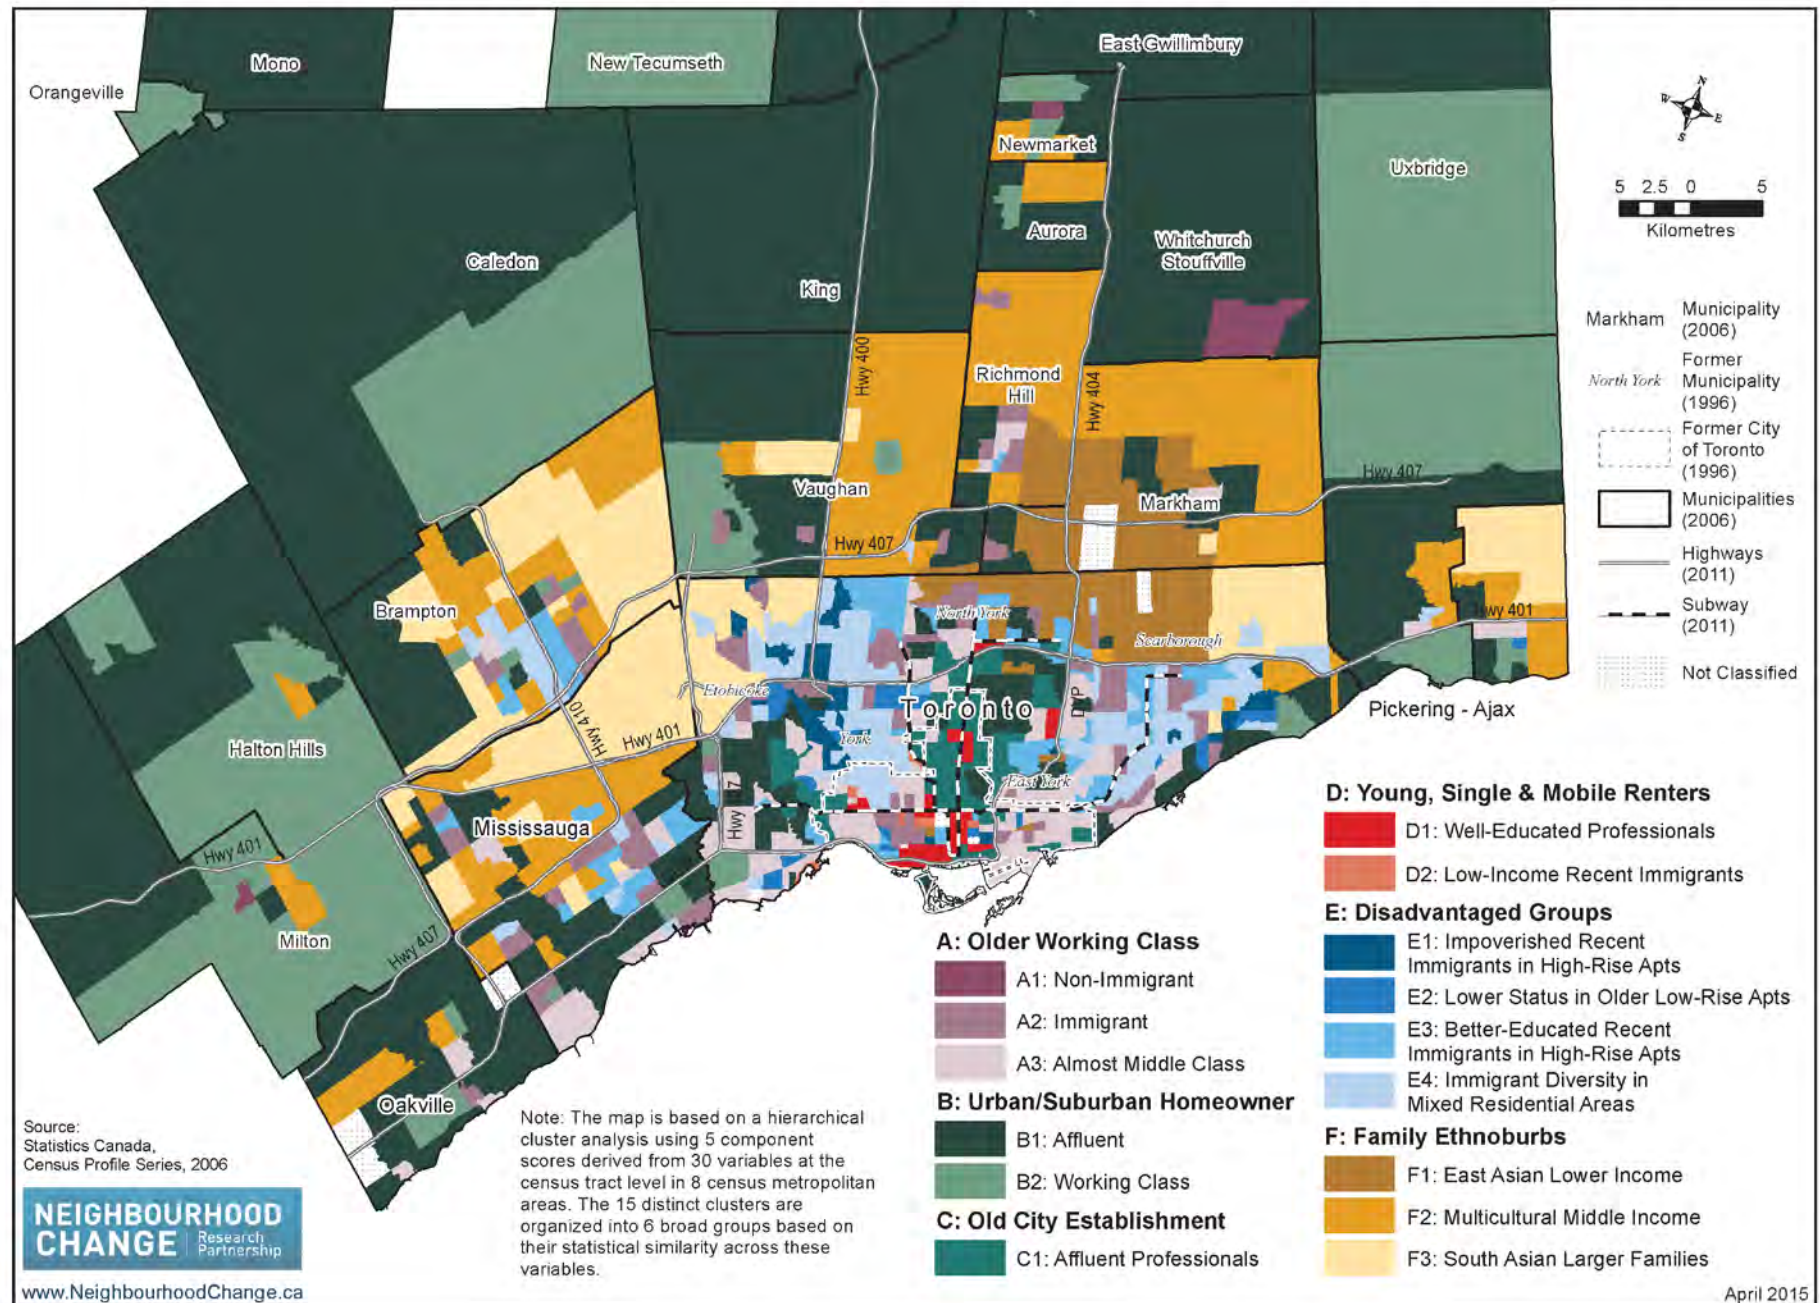 Mono
New Tecumseth
East Gwillimbury
Orangeville
N
W
E
S
Newmarket
Uxbridge
5 2.5 0 5
Kilometres
Aurora
Whitchurch
Stouffville
Caledon
King
Markham
Municipality
(2006)
North York
Former
Municipality
(1996)
Former City
of Toronto
(1996)
Municipalities
(2006)
Highways
(2011)
Subway
(2011)
Not Classified
Hwy 400
Richmond
Hill
Hwy 404
Hwy 407
Vaughan
Markham
Hwy 407
Brampton
North York
Scarborough
Hwy 401
Etobicoke
Toronto
DVP
Pickering - Ajax
Hwy 410
Hwy 401
York
Halton Hills
East York
Hwy
7
Mississauga
Hwy 401
Milton
Hwy 407
Oakville
A: Older Working Class
A1: Non-Immigrant
A2: Immigrant
A3: Almost Middle Class
B: Urban/Suburban Homeowner
B1: Affluent
B2: Working Class
C: Old City Establishment
C1: Affluent Professionals
D: Young, Single & Mobile Renters
D1: Well-Educated Professionals
D2: Low-Income Recent Immigrants
E: Disadvantaged Groups
E1: Impoverished Recent
Immigrants in High-Rise Apts
E2: Lower Status in Older Low-Rise Apts
E3: Better-Educated Recent
Immigrants in High-Rise Apts
E4: Immigrant Diversity in
Mixed Residential Areas
F: Family Ethnoburbs
F1: East Asian Lower Income
F2: Multicultural Middle Income
F3: South Asian Larger Families
Note: The map is based on a hierarchical
cluster analysis using 5 component
scores derived from 30 variables at the
census tract level in 8 census metropolitan
areas. The 15 distinct clusters are
organized into 6 broad groups based on
their statistical similarity across these
variables.
Source:
Statistics Canada,
Census Profile Series, 2006
NEIGHBOURHOOD
CHANGE Research
Partnership
www.NeighbourhoodChange.ca
April 2015